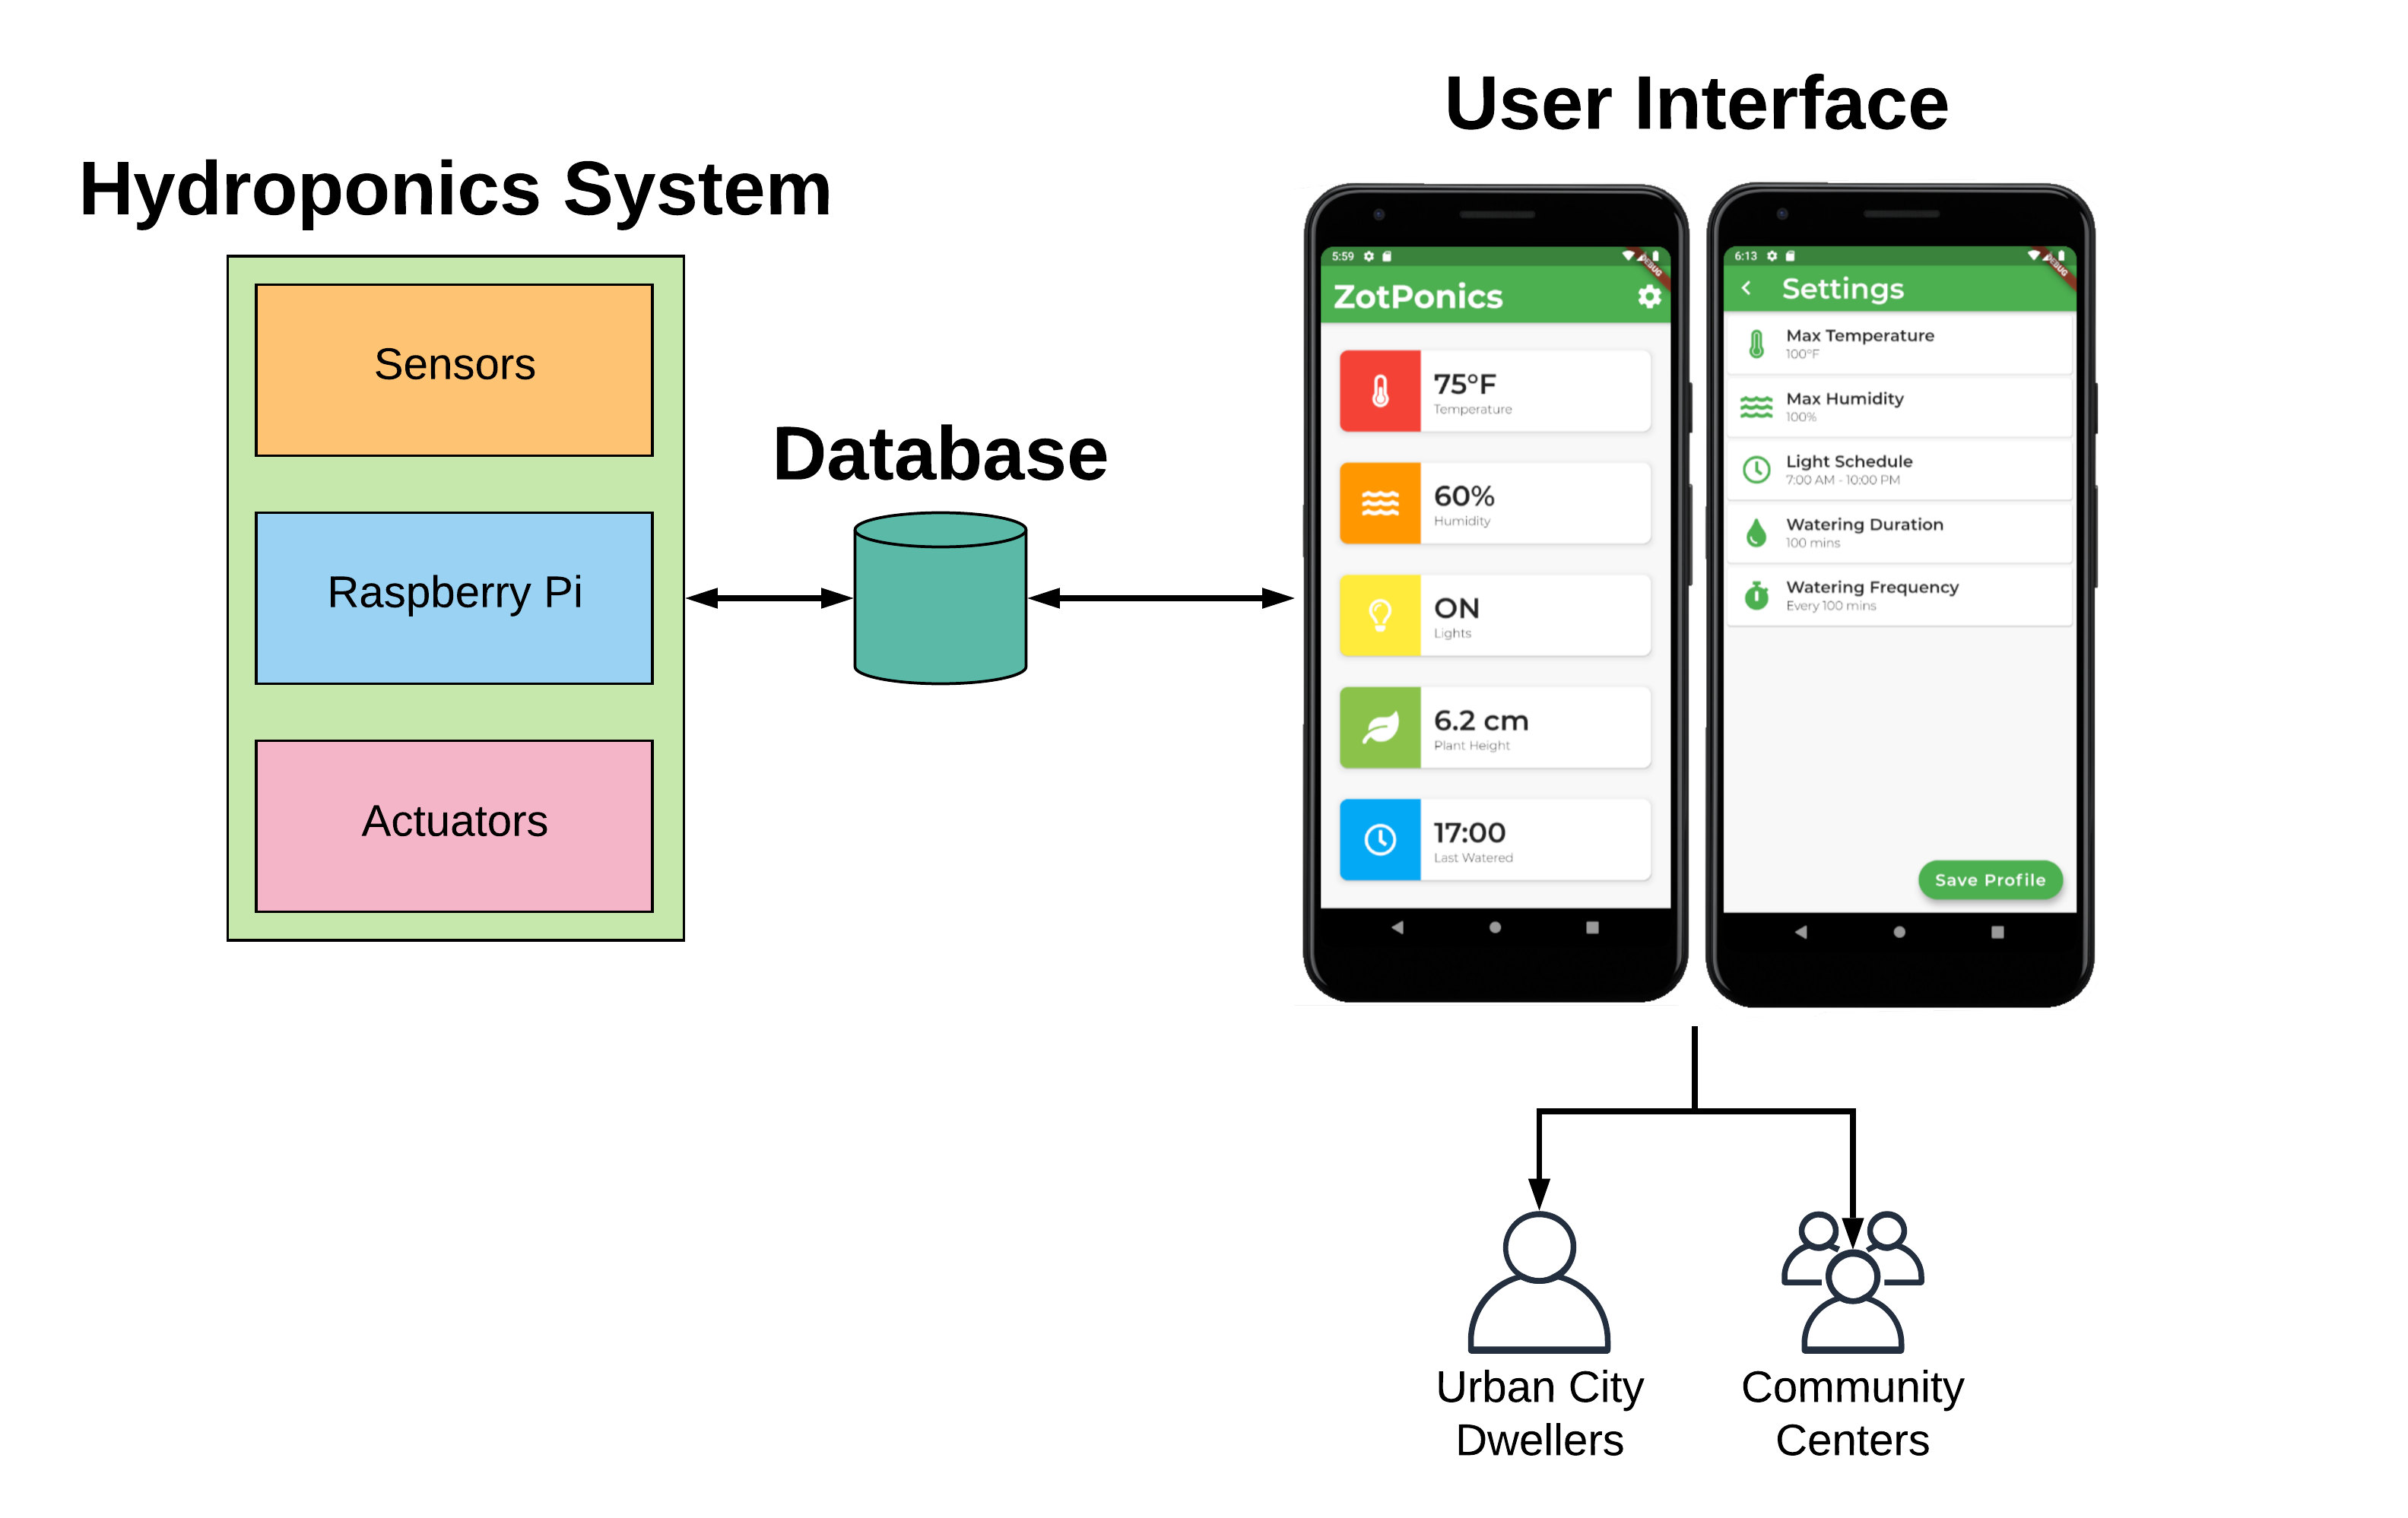 User Interface
Hydroponics System
Sensors
Raspberry Pi
Actuators
Database
5:59
DEBUG
ZotPonics
75°F
Temperature
60%
Humidity
ON
Lights
6.2 cm
Plant Height
17:00
Last Watered
6:13
DEBUG
Settings
Max Temperature
100°F
Max Humidity
100%
Light Schedule
7:00 AM - 10:00 PM
Watering Duration
100 mins
Watering Frequency
Every 100 mins
Save Profile
Urban City
Dwellers
Community
Centers